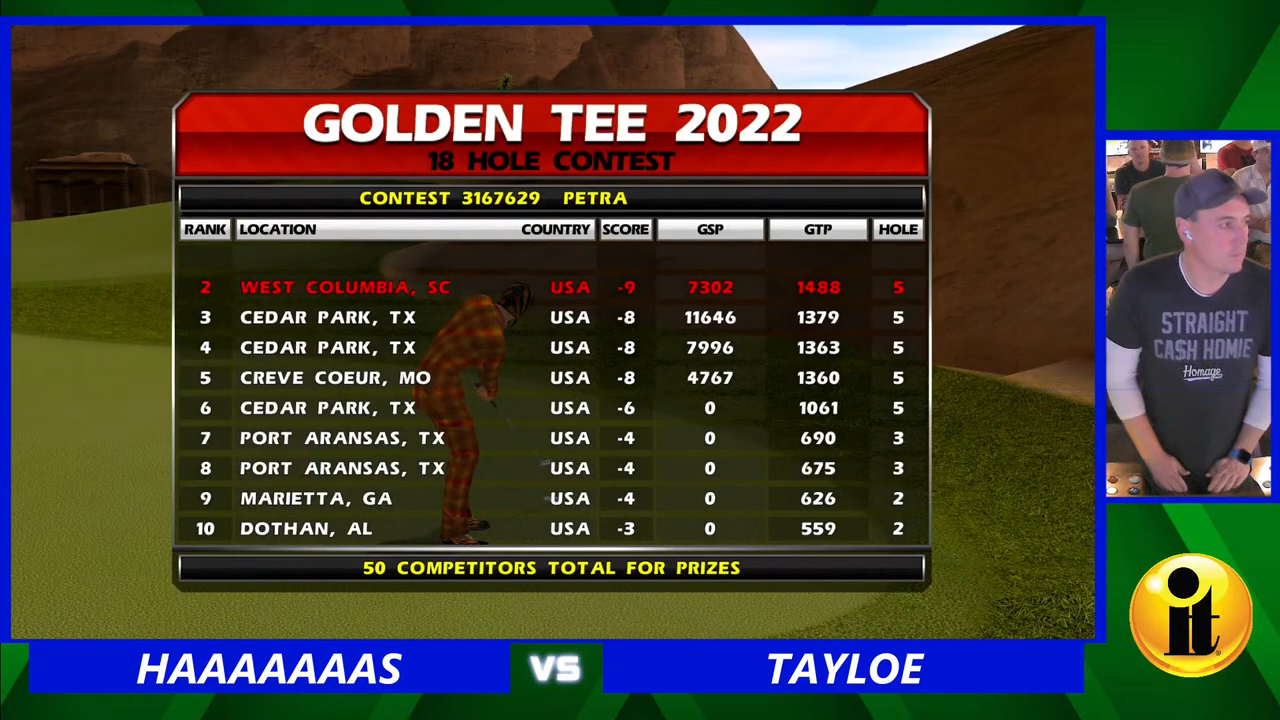 GOLDEN TEE 2022
18 HOLE CONTEST
CONTEST 3167629 PETRA
RANK LOCATION COUNTRY SCORE GSP GTP HOLE
2 WEST COLUMBIA, SC USA -9 7302 1488 5
3 CEDAR PARK, TX USA -8 11646 1379 5
4 CEDAR PARK, TX USA -8 7996 1363 5
5 CREVE COEUR, MO USA -8 4767 1360 5
6 CEDAR PARK, TX USA -6 0 1061 5
7 PORT ARANSAS, TX USA -4 0 690 3
8 PORT ARANSAS, TX USA -4 0 675 3
9 MARIETTA, GA USA -4 0 626 2
10 DOTHAN, AL USA -3 0 559 2
50 COMPETITORS TOTAL FOR PRIZES
STRAIGHT
CA$H HOMIE
Homage
it
HAAAAAAAS VS TAYLOE